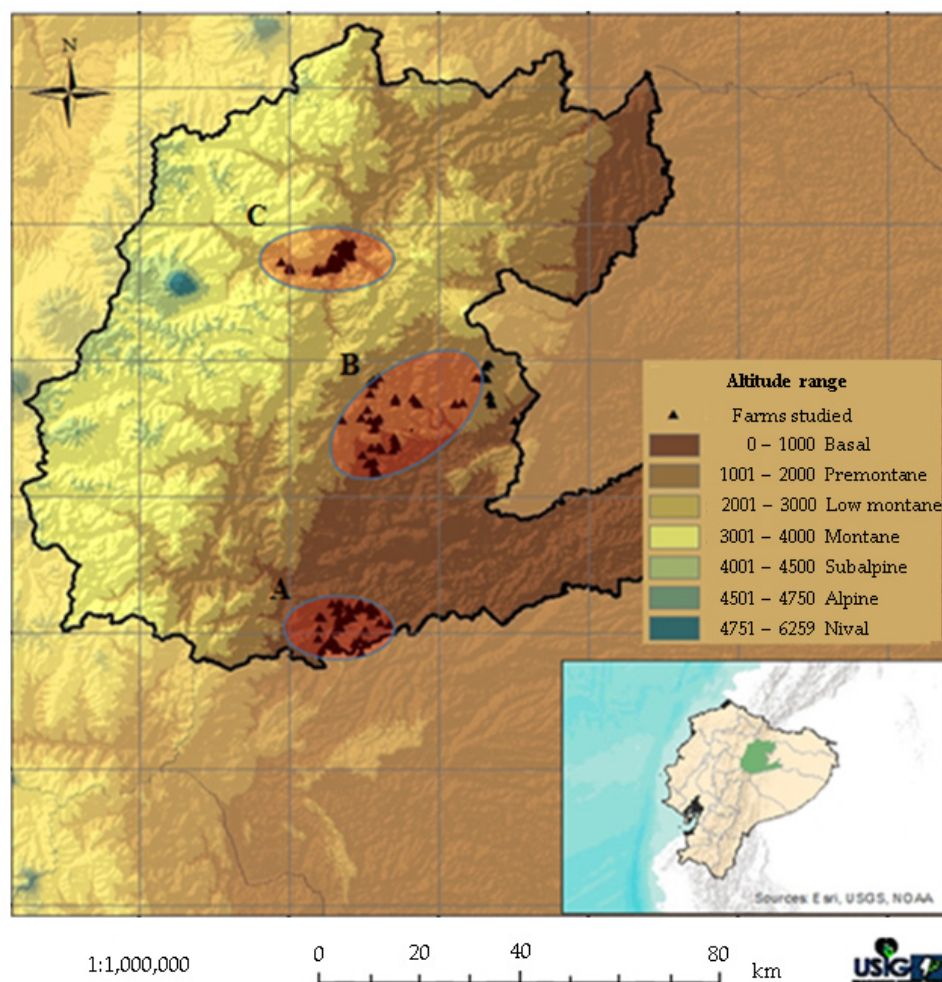 N
C
B
A
Altitude range
Farms studied
0 – 1000 Basal
1001 – 2000 Premontane
2001 – 3000 Low montane
3001 – 4000 Montane
4001 – 4500 Subalpine
4501 – 4750 Alpine
4751 – 6259 Nival
Sources: Esri, USGS, NOAA
1:1,000,000
0 20 40 80 km
USIG